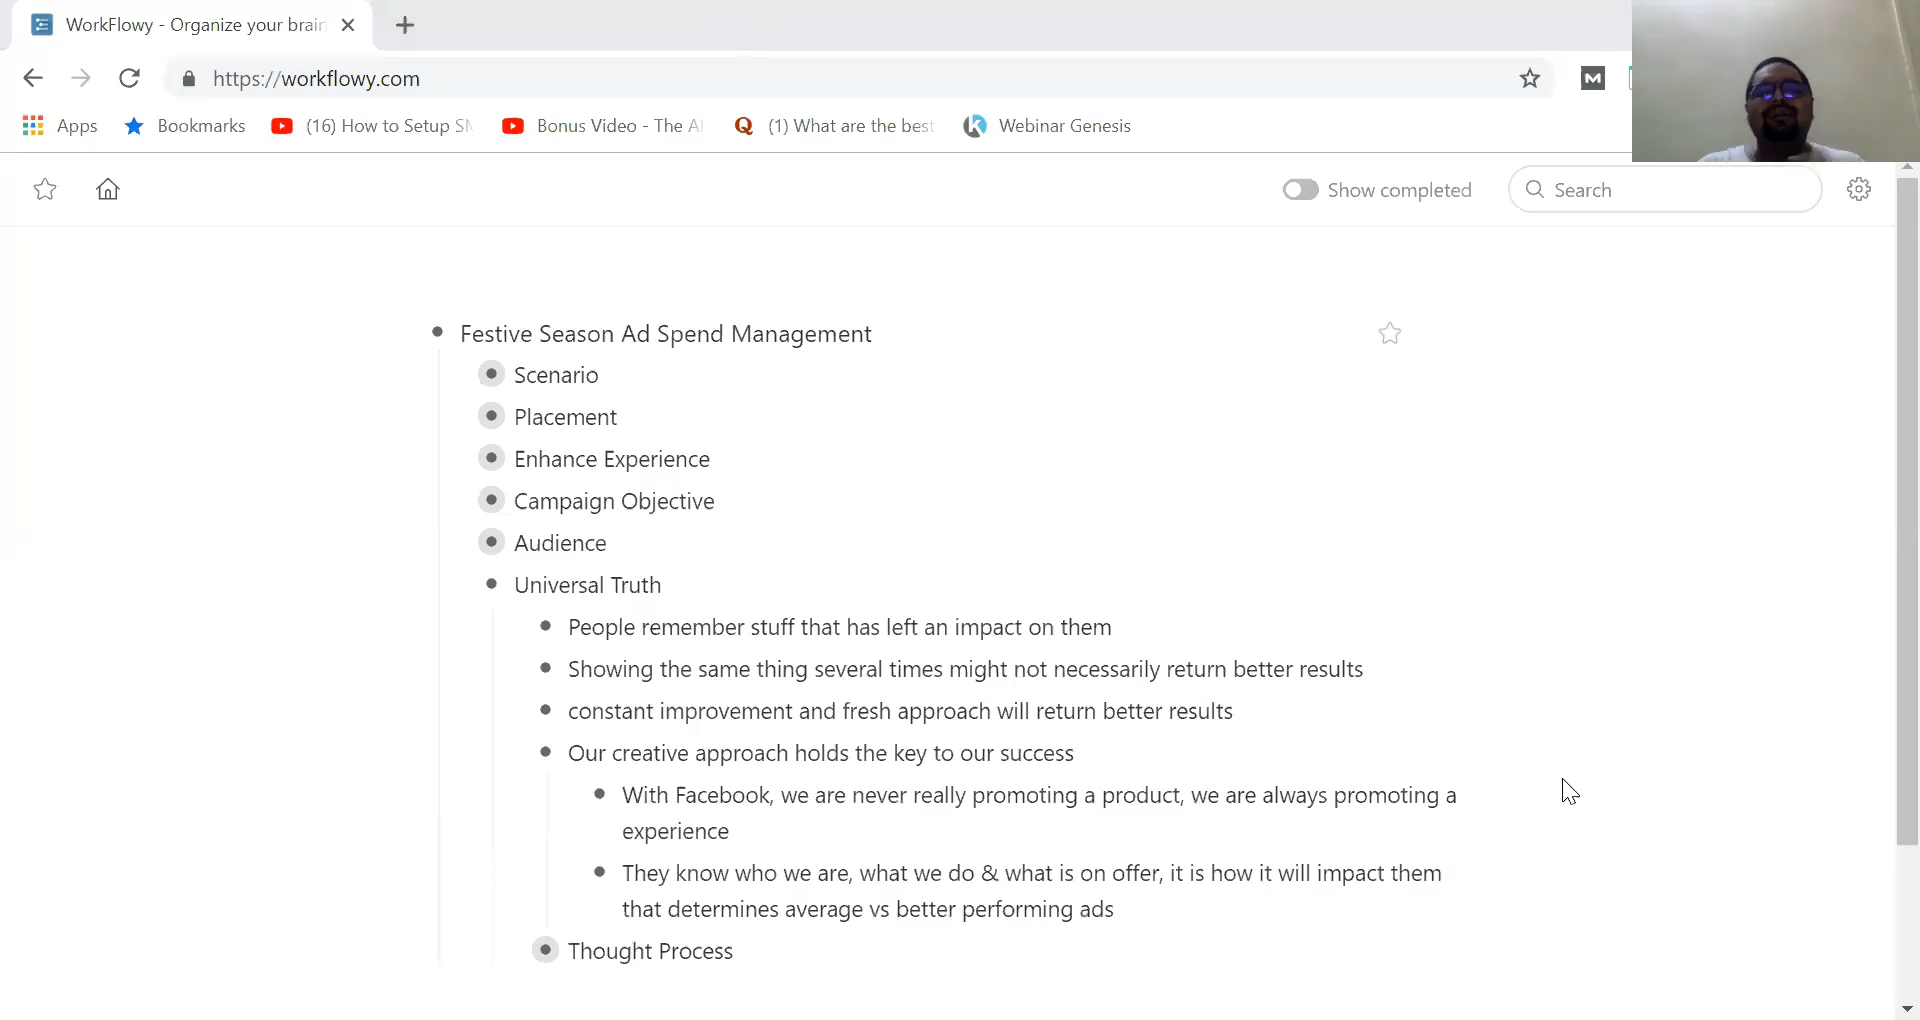 WorkFlowy - Organize your brain
https://workflowy.com
Apps
Bookmarks
(16) How to Setup
Bonus Video - The
(1) What are the best
Webinar Genesis
Show completed
Search
Festive Season Ad Spend Management
Scenario
Placement
Enhance Experience
Campaign Objective
Audience
Universal Truth
People remember stuff that has left an impact on them
Showing the same thing several times might not necessarily return better results
constant improvement and fresh approach will return better results
Our creative approach holds the key to our success
With Facebook, we are never really promoting a product, we are always promoting a
experience
They know who we are, what we do & what is on offer, it is how it will impact them
that determines average vs better performing ads
Thought Process